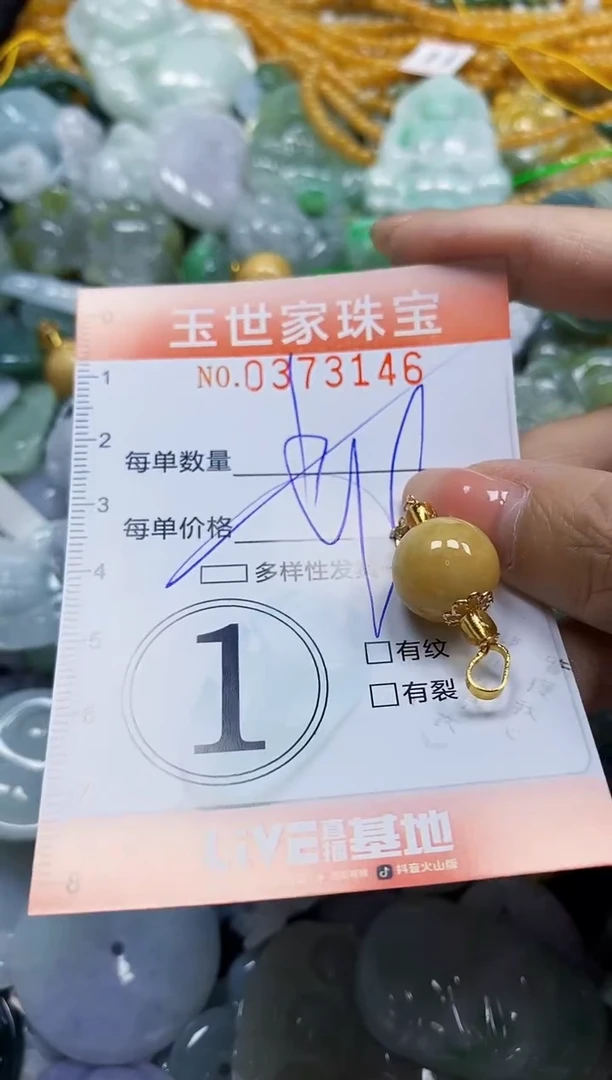 玉世家珠宝
NO.0373146
每单数量
每单价格
多样性发
1
有纹
有裂
LIVE直播基地
抖音火山版
0
1
2
3
4
5
6
8